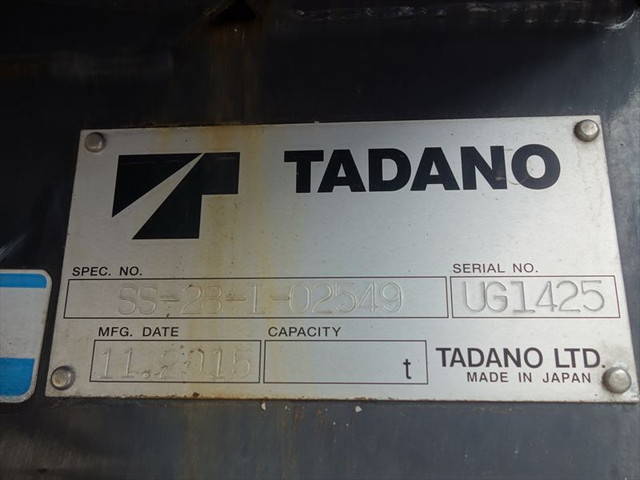 TADANO
SPEC. NO.
SERIAL NO.
SS-28-1-02549
UG1425
MFG. DATE
CAPACITY
11.2015
t
TADANO LTD.
MADE IN JAPAN